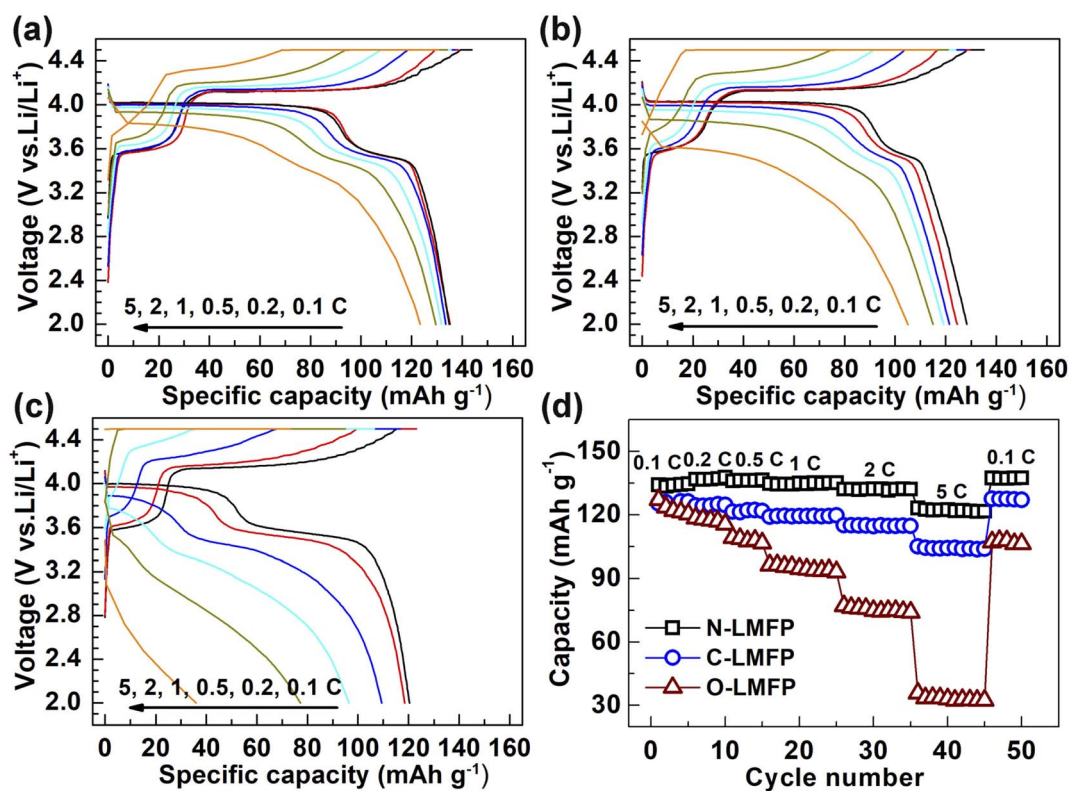 (a)
Voltage (V vs.Li/Li⁺)
4.4
4.0
3.6
3.2
2.8
2.4
2.0
5, 2, 1, 0.5, 0.2, 0.1 C
0 20 40 60 80 100 120 140 160
Specific capacity (mAh g⁻¹)
(b)
Voltage (V vs.Li/Li⁺)
4.4
4.0
3.6
3.2
2.8
2.4
2.0
5, 2, 1, 0.5, 0.2, 0.1 C
0 20 40 60 80 100 120 140 160
Specific capacity (mAh g⁻¹)
(c)
Voltage (V vs.Li/Li⁺)
4.4
4.0
3.6
3.2
2.8
2.4
2.0
5, 2, 1, 0.5, 0.2, 0.1 C
0 20 40 60 80 100 120 140 160
Specific capacity (mAh g⁻¹)
(d)
Capacity (mAh g⁻¹)
150
120
90
60
30
0.1 C 0.2 C 0.5 C 1 C 2 C 5 C 0.1 C
N-LMFP
C-LMFP
O-LMFP
0 10 20 30 40 50
Cycle number